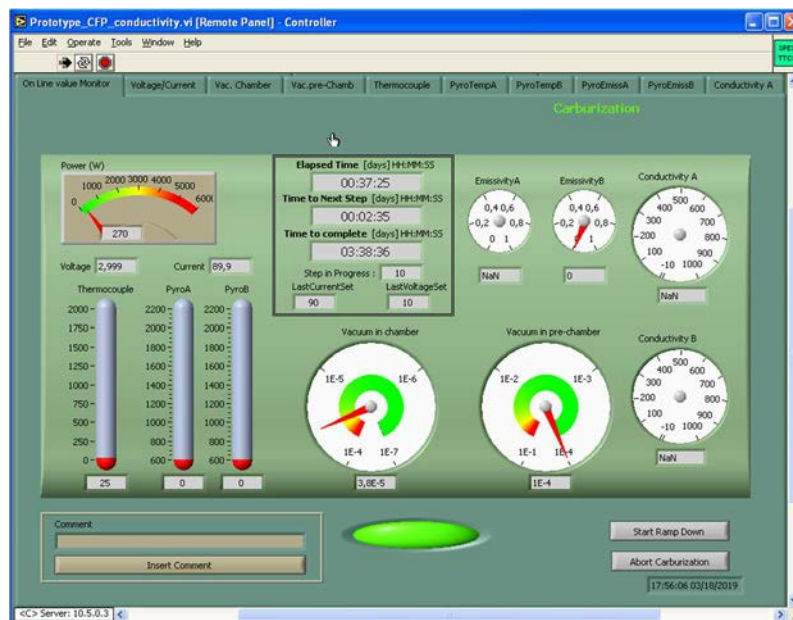 Prototype_CFP_conductivity.vi [Remote Panel] - Controller
File Edit Operate Tools Window Help
On Line value Monitor Voltage/Current Vac. Chamber Vac.pre-Chamb Thermocouple PyroTempA PyroTempB PyroEmissA PyroEmissB Conductivity A
Carburization
Power (W)
0 1000 2000 3000 4000 5000 600
270
Voltage 2,999 Current 89,9
Elapsed Time [days] HH:MM:SS
00:37:25
Time to Next Step [days] HH:MM:SS
00:02:35
Time to complete [days] HH:MM:SS
03:38:36
Step in Progress : 10
LastCurrentSet LastVoltageSet
90 10
EmissivityA
0,4 0,6
-0,2 0,8-
0 1
NaN
EmissivityB
0,4 0,6
-0,2 0,8-
1
0
Conductivity A
400 500 600
300 700
-200 800-
100 900
-10 1000
NaN
Thermocouple PyroA PyroB
2000 2200 2200
1750 2000 2000
1500 1800 1800
1250 1600 1600
1000 1400 1400
750 1200 1200
500 1000 1000
250 800 800
0 600 600
25 0 0
Vacuum in chamber
1E-5 1E-6
1E-4 1E-7
3,8E-5
Vacuum in pre-chamber
1E-2 1E-3
1E-1 1E-4
1E-4
Conductivity B
400 500 600
300 700
-200 800-
100 900
-10 1000
NaN
Comment
Insert Comment
Start Ramp Down
Abort Carburization
17:56:06 03/18/2019
<C> Server: 10.5.0.3